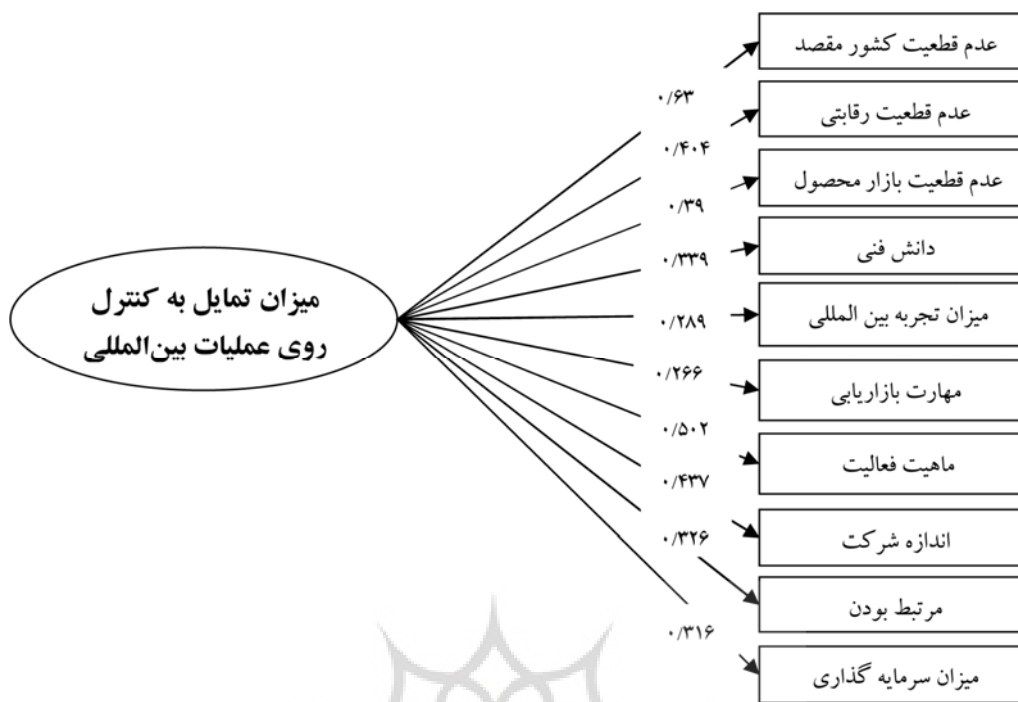 عدم قطعیت کشور مقصد
۰/۶۳
عدم قطعیت رقابتی
۰/۴۰۴
عدم قطعیت بازار محصول
۰/۳۹
دانش فنی
۰/۳۳۹
میزان تمایل به کنترل
روی عملیات بین‌المللی
میزان تجربه بین المللی
۰/۲۸۹
مهارت بازاریابی
۰/۲۶۶
ماهیت فعالیت
۰/۵۰۲
۰/۴۳۷
اندازه شرکت
۰/۳۲۶
مرتبط بودن
۰/۳۱۶
میزان سرمایه گذاری